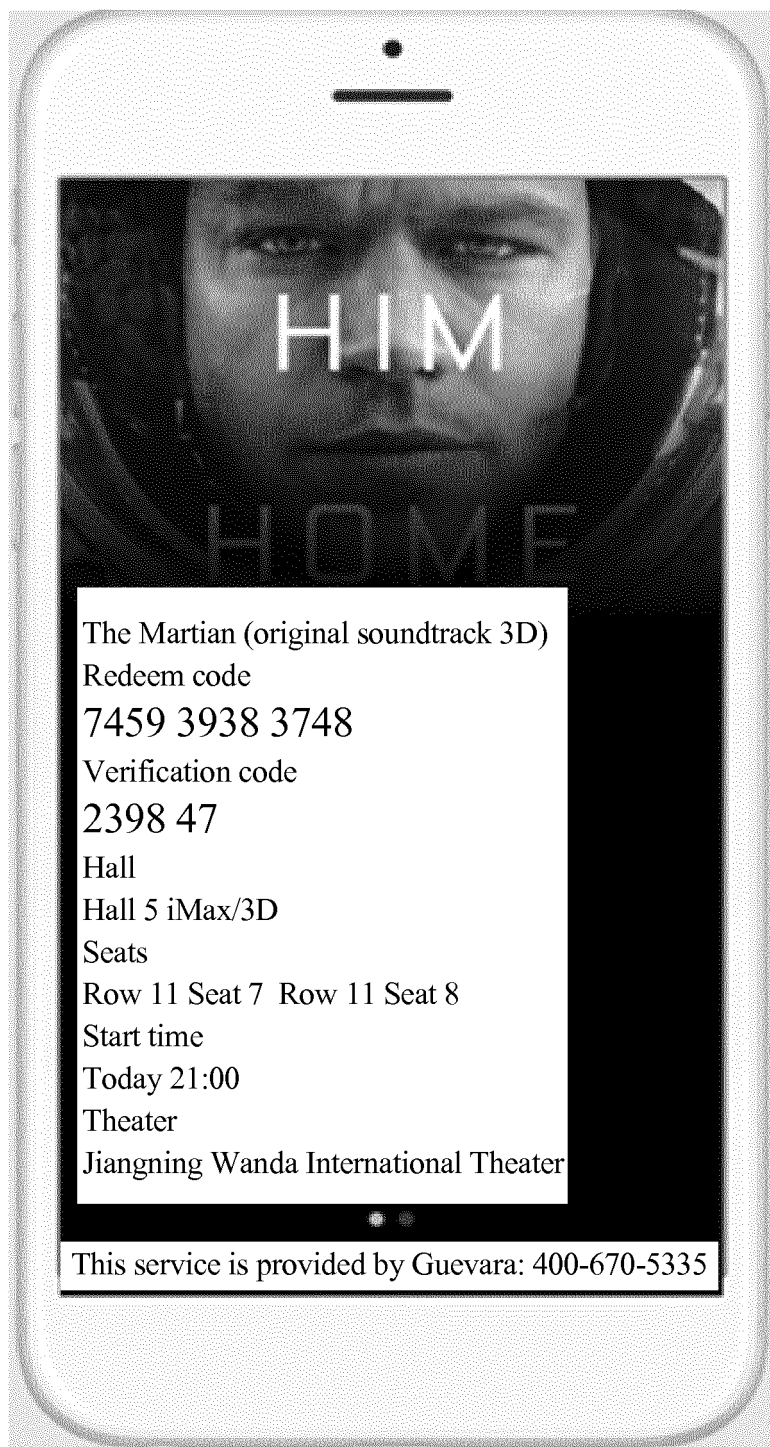 HIM
HOME
The Martian (original soundtrack 3D)
Redeem code
7459 3938 3748
Verification code
2398 47
Hall
Hall 5 iMax/3D
Seats
Row 11 Seat 7  Row 11 Seat 8
Start time
Today 21:00
Theater
Jiangning Wanda International Theater
This service is provided by Guevara: 400-670-5335